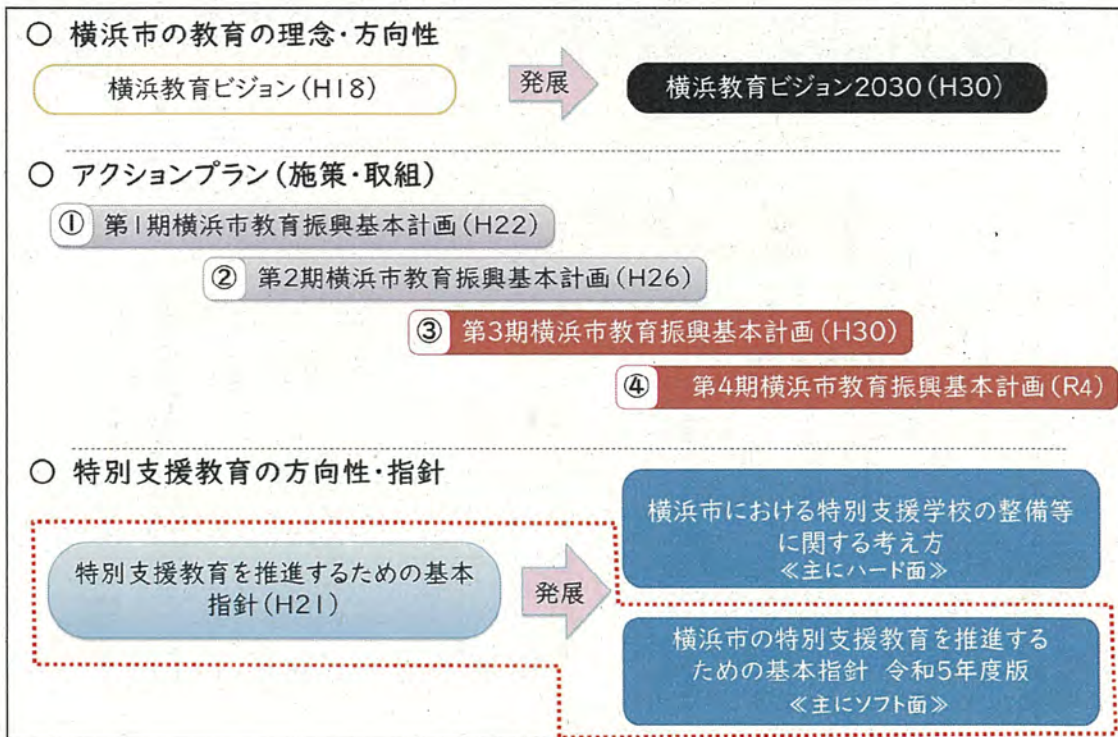 ○ 横浜市の教育の理念・方向性
横浜教育ビジョン(H18)
発展
横浜教育ビジョン2030(H30)
○ アクションプラン(施策・取組)
① 第1期横浜市教育振興基本計画(H22)
② 第2期横浜市教育振興基本計画(H26)
③ 第3期横浜市教育振興基本計画(H30)
④ 第4期横浜市教育振興基本計画(R4)
○ 特別支援教育の方向性・指針
特別支援教育を推進するための基本
指針(H21)
発展
横浜市における特別支援学校の整備等
に関する考え方
≪主にハード面≫
横浜市の特別支援教育を推進する
ための基本指針 令和5年度版
≪主にソフト面≫